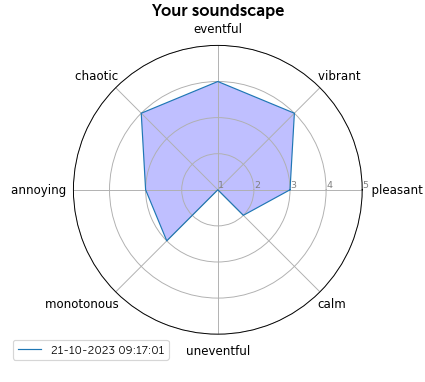 Your soundscape
eventful
chaotic
vibrant
annoying
1 2 3 4 5
pleasant
monotonous
calm
uneventful
21-10-2023 09:17:01